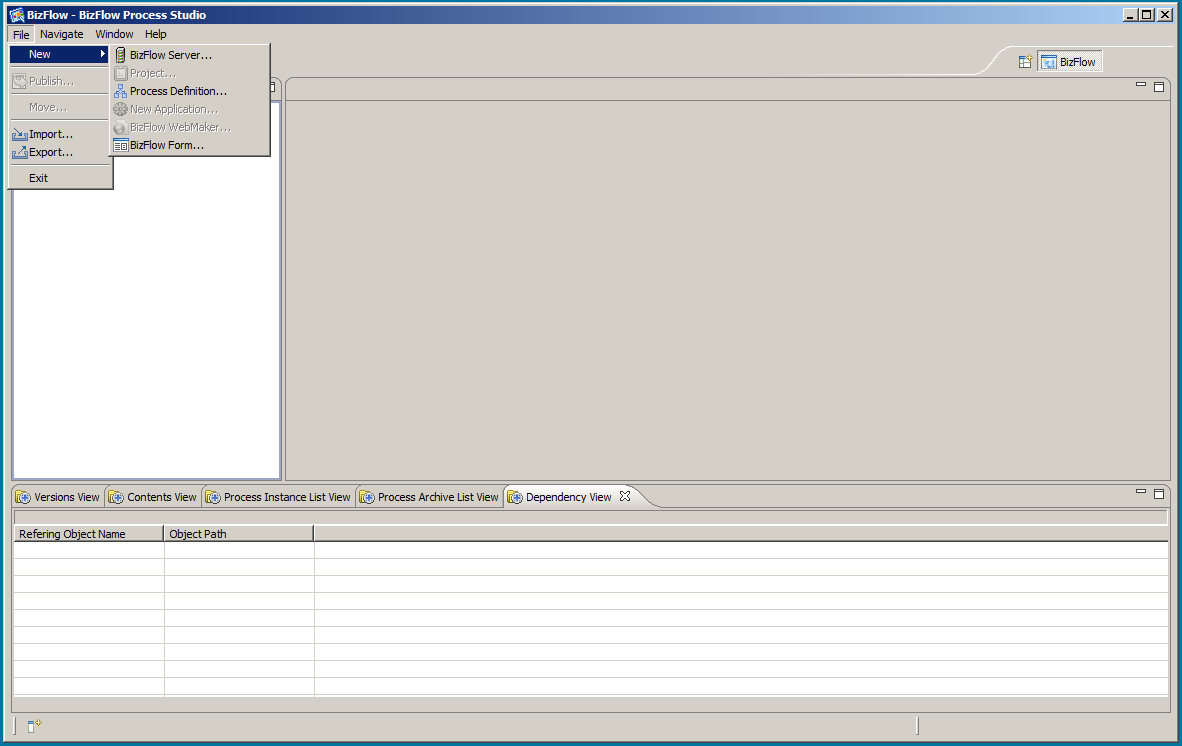 BizFlow - BizFlow Process Studio
File Navigate Window Help
New
Publish...
Move...
Import...
Export...
Exit
BizFlow Server...
Project...
Process Definition...
New Application...
BizFlow WebMaker...
BizFlow Form...
BizFlow
Versions View Contents View Process Instance List View Process Archive List View Dependency View
Refering Object Name Object Path